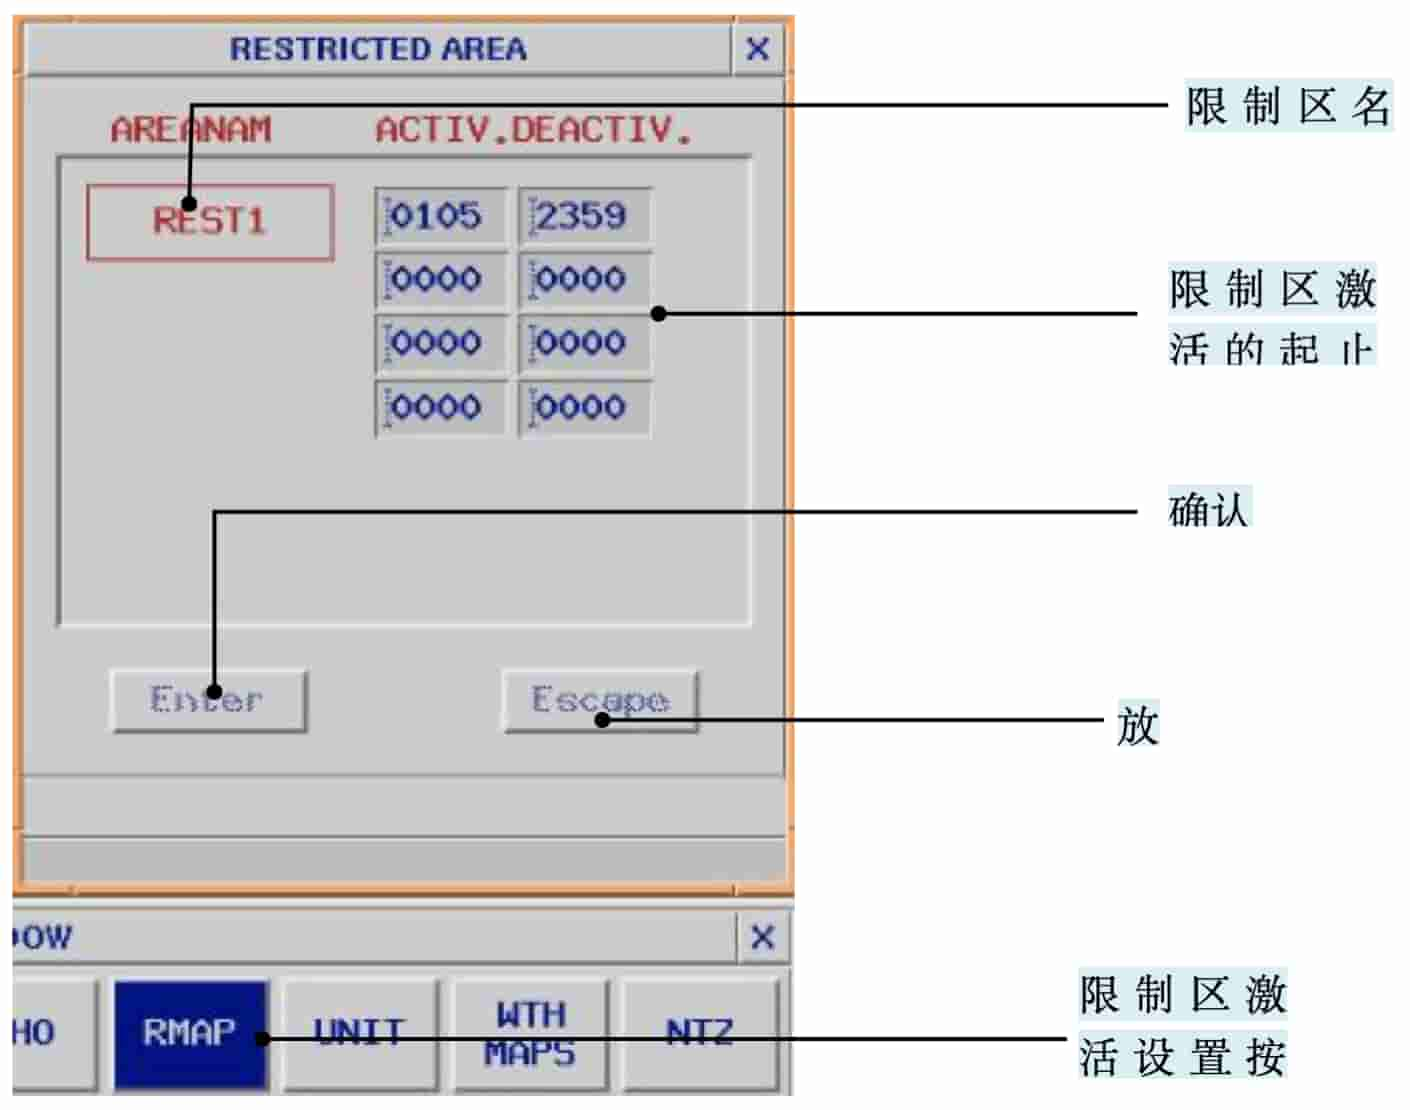 RESTRICTED AREA X
限制区名
AREANAM ACTIV.DEACTIV.
REST1 0105 2359
0000 0000
0000 0000
0000 0000
限制区激
活的起止
确认
Enter Escape
放
OW X
HO RMAP UNIT WTH MAPS NTZ
限制区激
活设置按